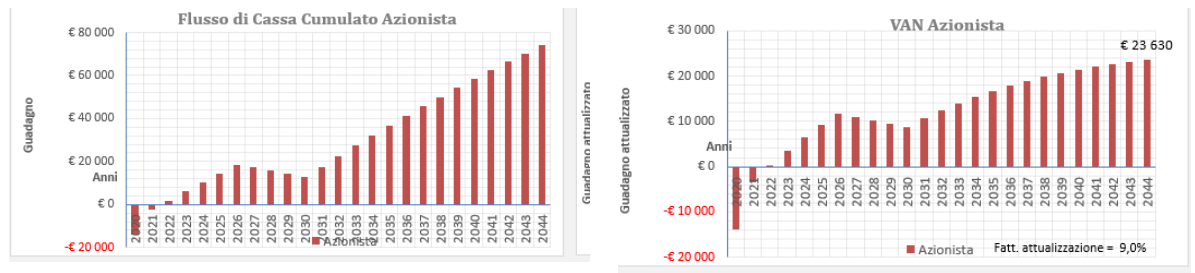 Flusso di Cassa Cumulato Azionista
€ 80 000
€ 60 000
€ 40 000
€ 20 000
€ 0
-€ 20 000
Guadagno
Anni
2020 2021 2022 2023 2024 2025 2026 2027 2028 2029 2030 2031 2032 2033 2034 2035 2036 2037 2038 2039 2040 2041 2042 2043 2044
Azionista
Guadagno attualizzato
VAN Azionista
€ 30 000
€ 23 630
€ 20 000
€ 10 000
€ 0
-€ 10 000
-€ 20 000
Guadagno attualizzato
Anni
2020 2021 2022 2023 2024 2025 2026 2027 2028 2029 2030 2031 2032 2033 2034 2035 2036 2037 2038 2039 2040 2041 2042 2043 2044
Azionista
Fatt. attualizzazione = 9,0%